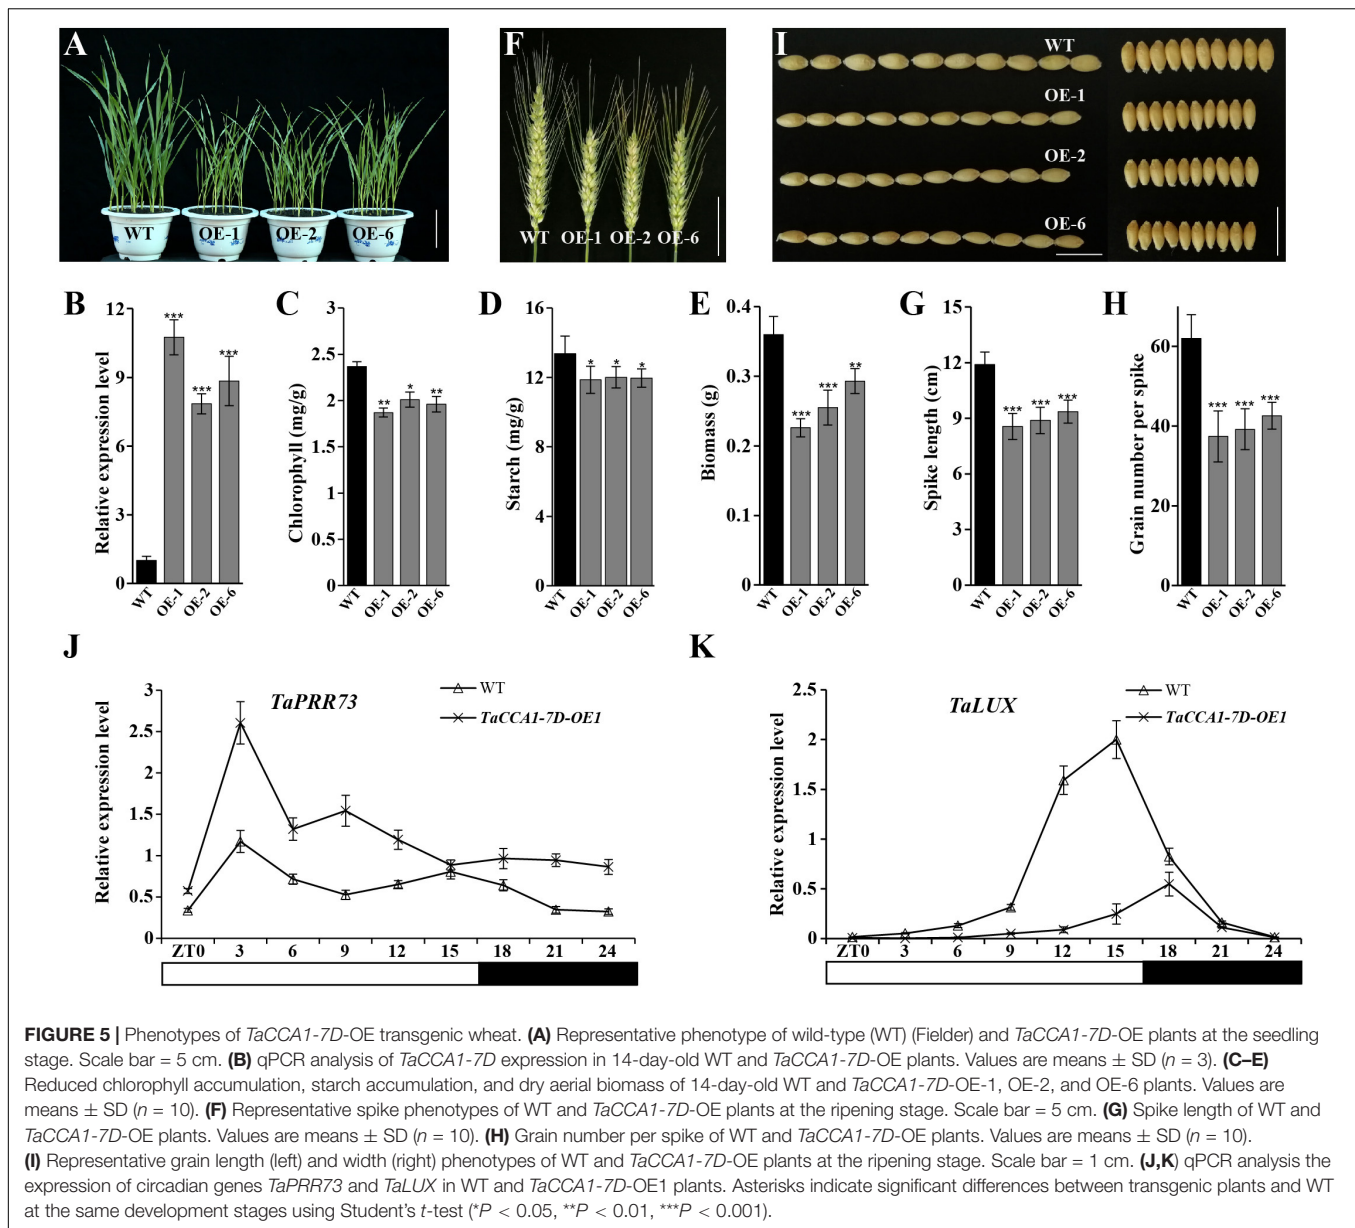 A
WT
OE-1
OE-2
OE-6
F
WT OE-1 OE-2 OE-6
I
WT
OE-1
OE-2
OE-6
B
Relative expression level
12
9
6
3
0
***
***
***
WT
OE-1
OE-2
OE-6
C
Chlorophyll (mg/g)
3
2.5
2
1.5
1
0.5
0
**
*
**
WT
OE-1
OE-2
OE-6
D
Starch (mg/g)
16
12
8
4
0
*
*
*
WT
OE-1
OE-2
OE-6
E
Biomass (g)
0.4
0.3
0.2
0.1
0
***
***
**
WT
OE-1
OE-2
OE-6
G
Spike length (cm)
15
12
9
6
3
0
***
***
***
WT
OE-1
OE-2
OE-6
H
Grain number per spike
60
40
20
0
***
***
***
WT
OE-1
OE-2
OE-6
J
TaPRR73
WT
TaCCA1-7D-OE1
Relative expression level
3
2.5
2
1.5
1
0.5
0
ZT0 3 6 9 12 15 18 21 24
K
TaLUX
WT
TaCCA1-7D-OE1
Relative expression level
2.5
2
1.5
1
0.5
0
ZT0 3 6 9 12 15 18 21 24
FIGURE 5 | Phenotypes of TaCCA1-7D-OE transgenic wheat. (A) Representative phenotype of wild-type (WT) (Fielder) and TaCCA1-7D-OE plants at the seedling
stage. Scale bar = 5 cm. (B) qPCR analysis of TaCCA1-7D expression in 14-day-old WT and TaCCA1-7D-OE plants. Values are means ± SD (n = 3). (C–E)
Reduced chlorophyll accumulation, starch accumulation, and dry aerial biomass of 14-day-old WT and TaCCA1-7D-OE-1, OE-2, and OE-6 plants. Values are
means ± SD (n = 10). (F) Representative spike phenotypes of WT and TaCCA1-7D-OE plants at the ripening stage. Scale bar = 5 cm. (G) Spike length of WT and
TaCCA1-7D-OE plants. Values are means ± SD (n = 10). (H) Grain number per spike of WT and TaCCA1-7D-OE plants. Values are means ± SD (n = 10).
(I) Representative grain length (left) and width (right) phenotypes of WT and TaCCA1-7D-OE plants at the ripening stage. Scale bar = 1 cm. (J,K) qPCR analysis the
expression of circadian genes TaPRR73 and TaLUX in WT and TaCCA1-7D-OE1 plants. Asterisks indicate significant differences between transgenic plants and WT
at the same development stages using Student's t-test (*P < 0.05, **P < 0.01, ***P < 0.001).